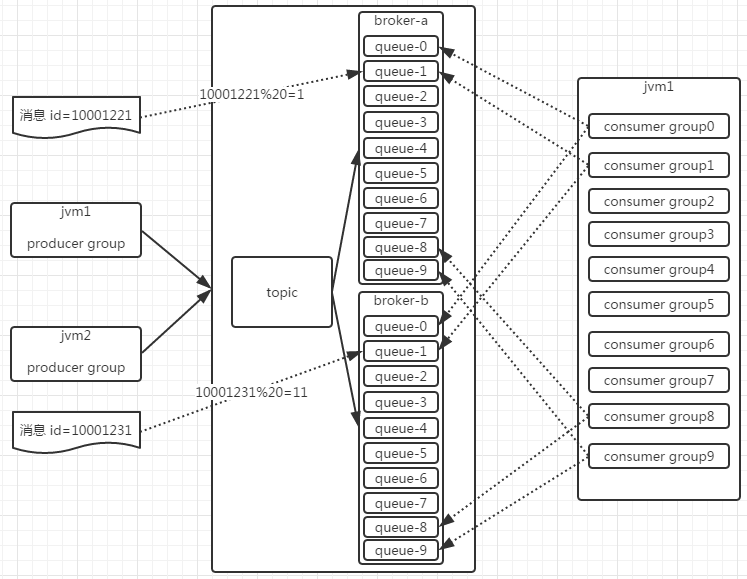 消息 id=10001221
jvm1
producer group
jvm2
producer group
消息 id=10001231
10001221%20=1
10001231%20=11
topic
broker-a
queue-0
queue-1
queue-2
queue-3
queue-4
queue-5
queue-6
queue-7
queue-8
queue-9
broker-b
queue-0
queue-1
queue-2
queue-3
queue-4
queue-5
queue-6
queue-7
queue-8
queue-9
jvm1
consumer group0
consumer group1
consumer group2
consumer group3
consumer group4
consumer group5
consumer group6
consumer group7
consumer group8
consumer group9